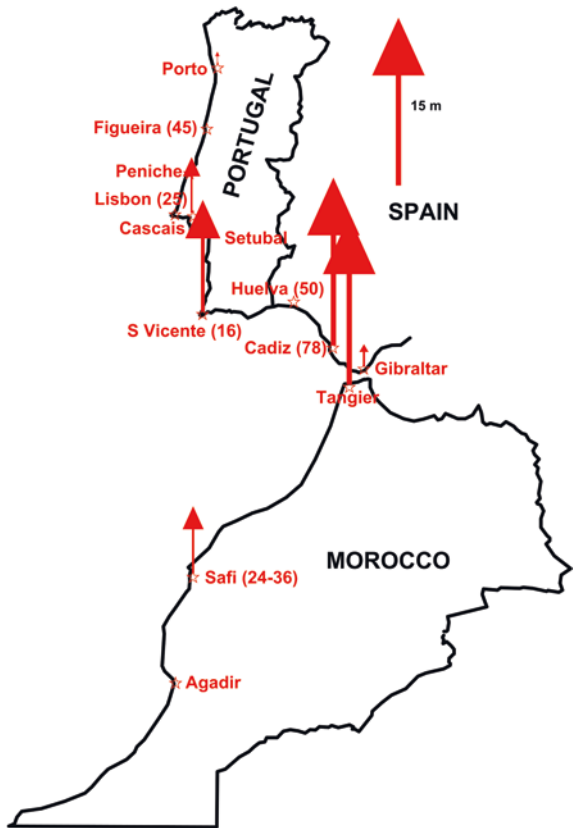 Porto
15 m
Figueira (45)
PORTUGAL
Peniche
Lisbon (25)
SPAIN
Cascais
Setubal
Huelva (50)
S Vicente (16)
Cadiz (78)
Gibraltar
Tangier
MOROCCO
Safi (24-36)
Agadir